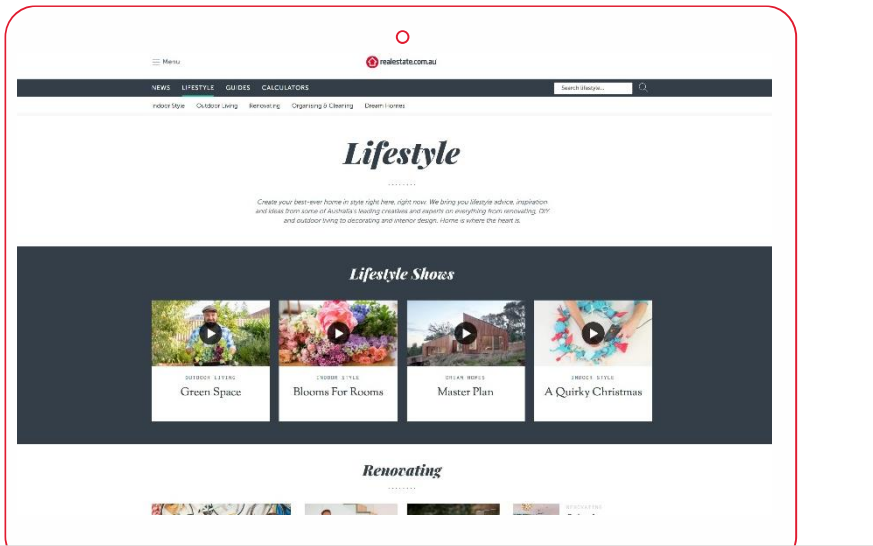 Menu
realestate.com.au
NEWS LIFESTYLE GUIDES CALCULATORS
Search lifestyle...
Indoor Style Outdoor Living Renovating Organising & Cleaning Dream Homes
Lifestyle
Create your best-ever home in style right here, right now. We bring you lifestyle advice, inspiration
and ideas from some of Australia's leading creatives and experts on everything from renovating, DIY
and outdoor living to decorating and interior design. Home is where the heart is.
Lifestyle Shows
OUTDOOR LIVING
Green Space
INDOOR STYLE
Blooms For Rooms
DREAM HOMES
Master Plan
INDOOR STYLE
A Quirky Christmas
Renovating
RENOVATING